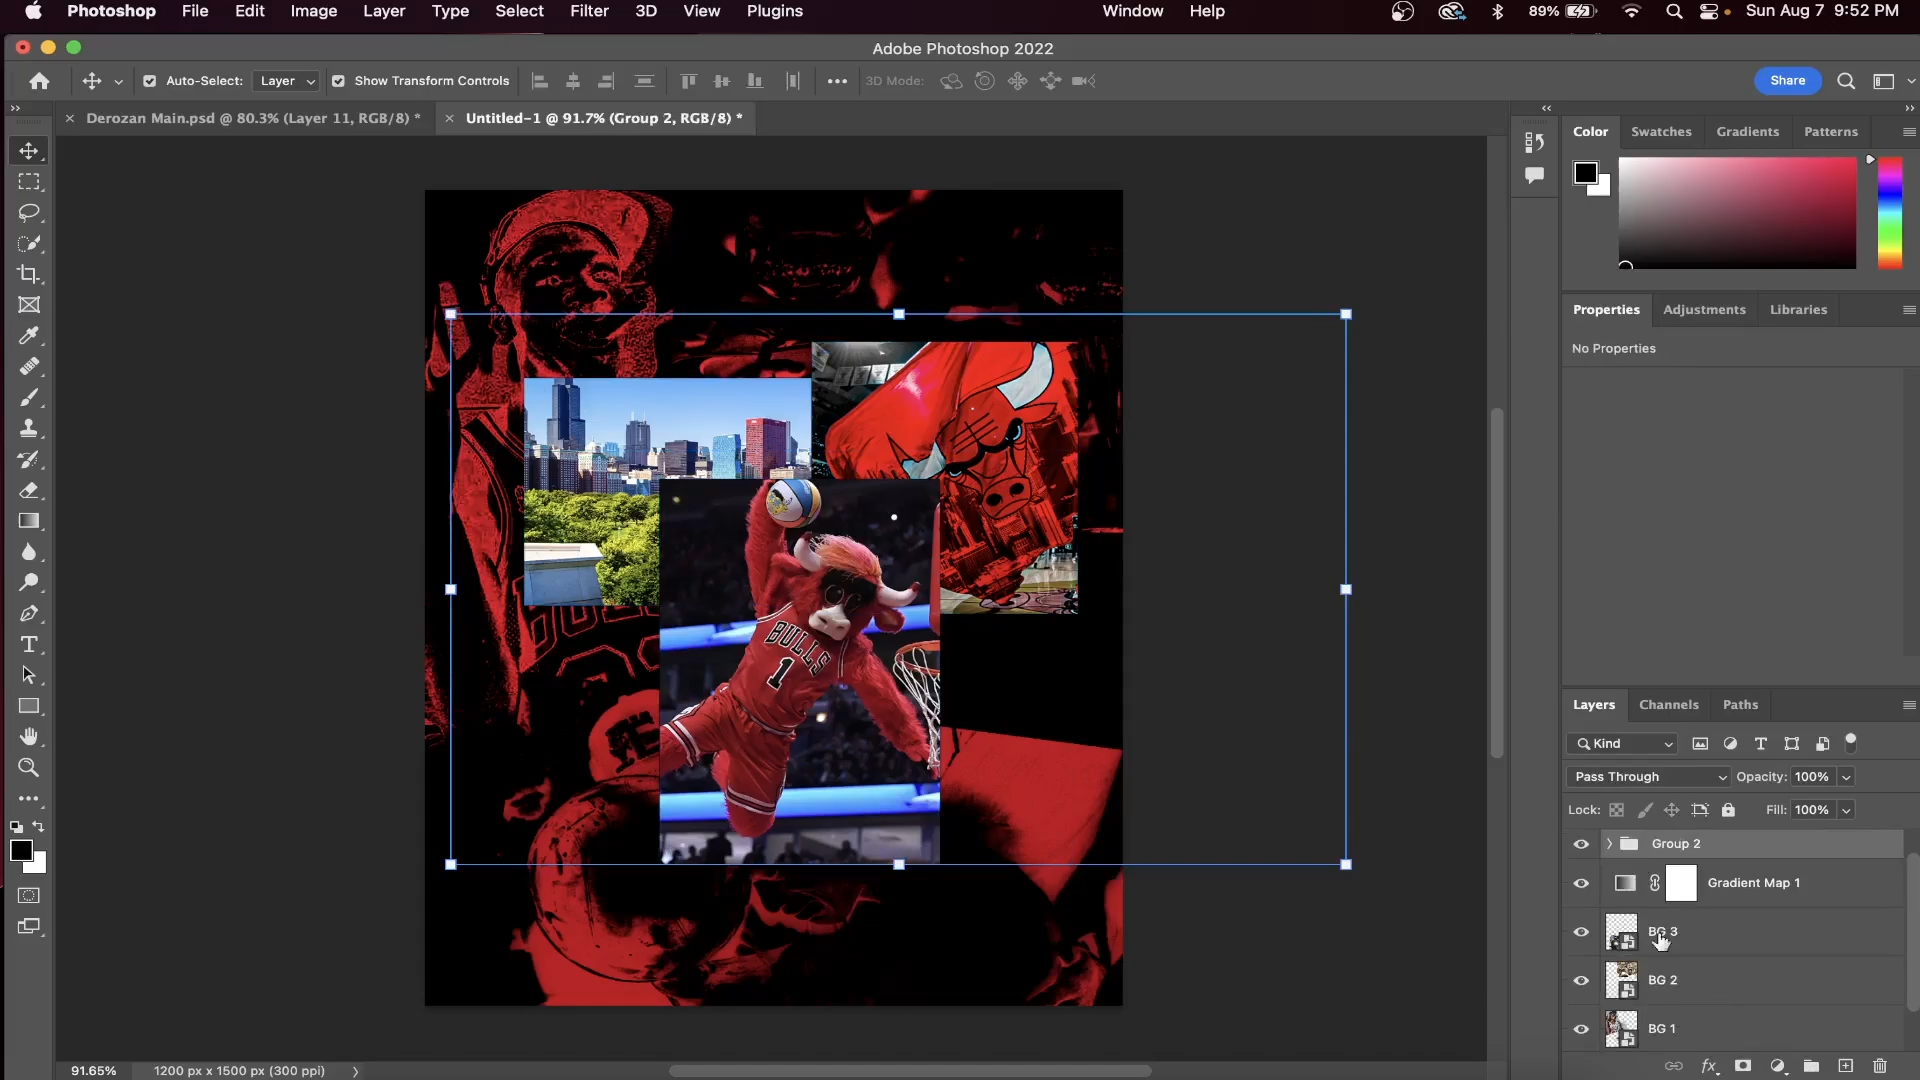 Photoshop File Edit Image Layer Type Select Filter 3D View Plugins Window Help 89% Sun Aug 7 9:52 PM
Adobe Photoshop 2022
Auto-Select: Layer Show Transform Controls 3D Mode: Share
Derozan Main.psd @ 80.3% (Layer 11, RGB/8) *
Untitled-1 @ 91.7% (Group 2, RGB/8) *
Color Swatches Gradients Patterns
Properties Adjustments Libraries
No Properties
BULLS
1
Layers Channels Paths
Kind
Pass Through Opacity: 100%
Lock: Fill: 100%
Group 2
Gradient Map 1
BG 3
BG 2
BG 1
91.65% 1200 px x 1500 px (300 ppi)